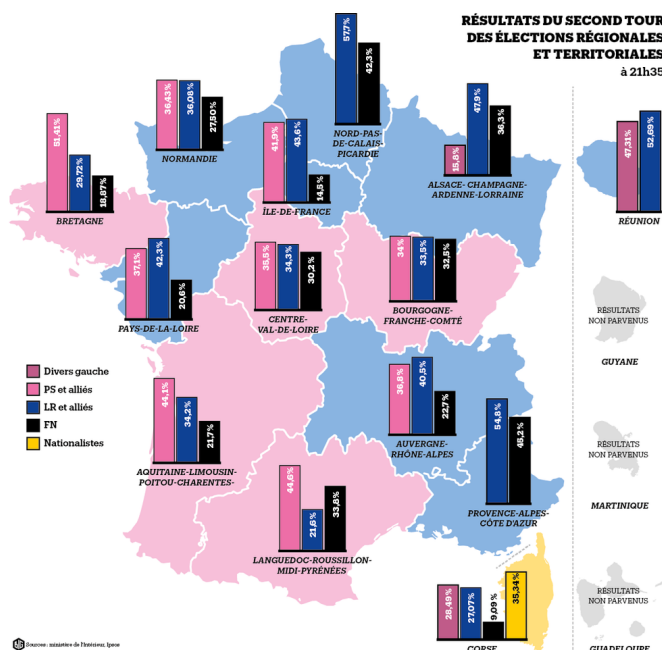 RÉSULTATS DU SECOND TOUR
DES ÉLECTIONS RÉGIONALES
ET TERRITORIALES
à 21h35
57,7%
42,3%
NORD-PAS-
DE-CALAIS-
PICARDIE
36,43%
36,08%
27,50%
NORMANDIE
41,9%
43,6%
14,5%
ÎLE-DE-FRANCE
15,8%
47,9%
36,3%
ALSACE- CHAMPAGNE-
ARDENNE-LORRAINE
47,31%
52,69%
RÉUNION
51,41%
29,72%
18,87%
BRETAGNE
37,1%
42,3%
20,6%
PAYS-DE-LA-LOIRE
35,5%
34,3%
30,2%
CENTRE-
VAL-DE-LOIRE
34%
33,5%
32,5%
BOURGOGNE-
FRANCHE-COMTÉ
RÉSULTATS
NON PARVENUS
GUYANE
Divers gauche
PS et alliés
LR et alliés
FN
Nationalistes
44,1%
34,2%
21,7%
AQUITAINE-LIMOUSIN-
POITOU-CHARENTES-
36,8%
40,5%
22,7%
AUVERGNE-
RHÔNE-ALPES
54,8%
45,2%
PROVENCE-ALPES-
CÔTE D'AZUR
RÉSULTATS
NON PARVENUS
MARTINIQUE
44,6%
21,6%
33,8%
LANGUEDOC-ROUSSILLON-
MIDI-PYRÉNÉES
28,49%
27,07%
9,09%
35,34%
CORSE
RÉSULTATS
NON PARVENUS
GUADELOUPE
Sources : ministère de l'Intérieur, Ipsos